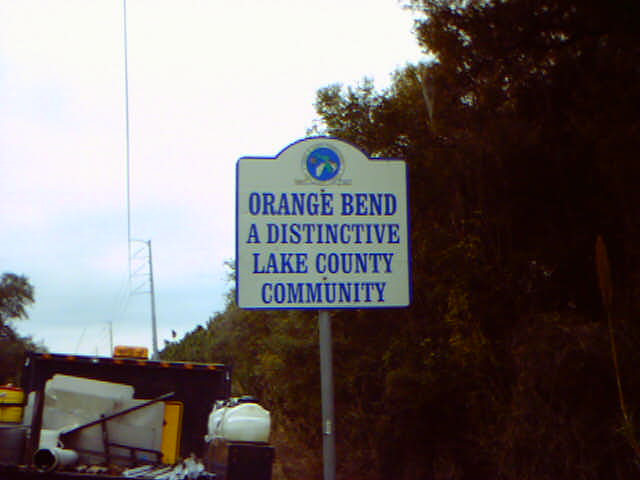 ORANGE BEND
A DISTINCTIVE
LAKE COUNTY
COMMUNITY